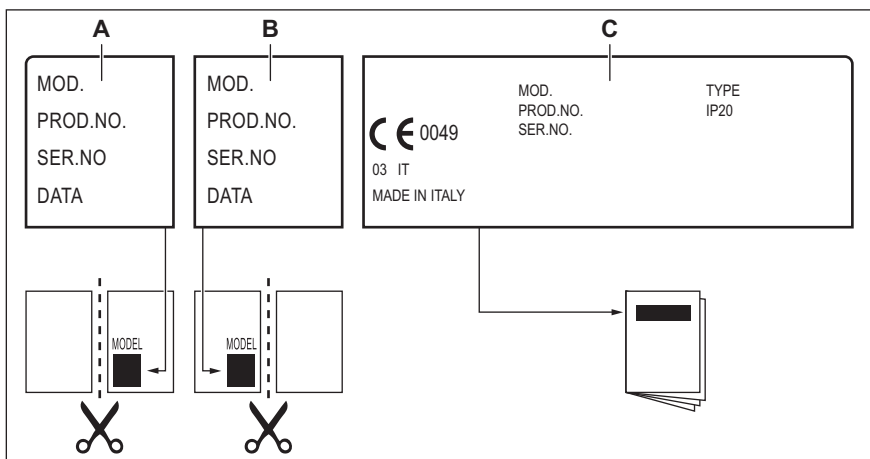 A
B
C
MOD.
PROD.NO.
SER.NO
DATA
MOD.
PROD.NO.
SER.NO
DATA
CE 0049
03 IT
MADE IN ITALY
MOD.
PROD.NO.
SER.NO.
TYPE
IP20
MODEL
MODEL